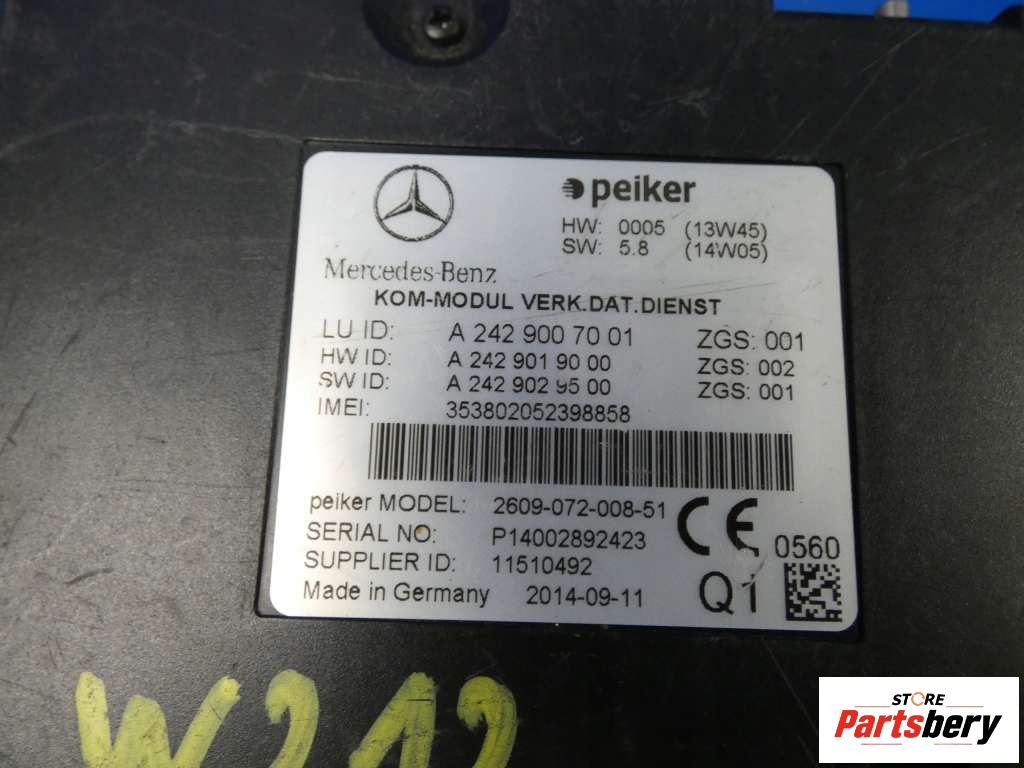 peiker
HW: 0005 (13W45)
SW: 5.8 (14W05)
Mercedes-Benz
KOM-MODUL VERK.DAT.DIENST
LU ID: A 242 900 70 01 ZGS: 001
HW ID: A 242 901 90 00 ZGS: 002
SW ID: A 242 902 95 00 ZGS: 001
IMEI: 353802052398858
peiker MODEL: 2609-072-008-51
CE
SERIAL NO: P14002892423
0560
SUPPLIER ID: 11510492
Made in Germany 2014-09-11 Q1
W212
STORE
Partsbery